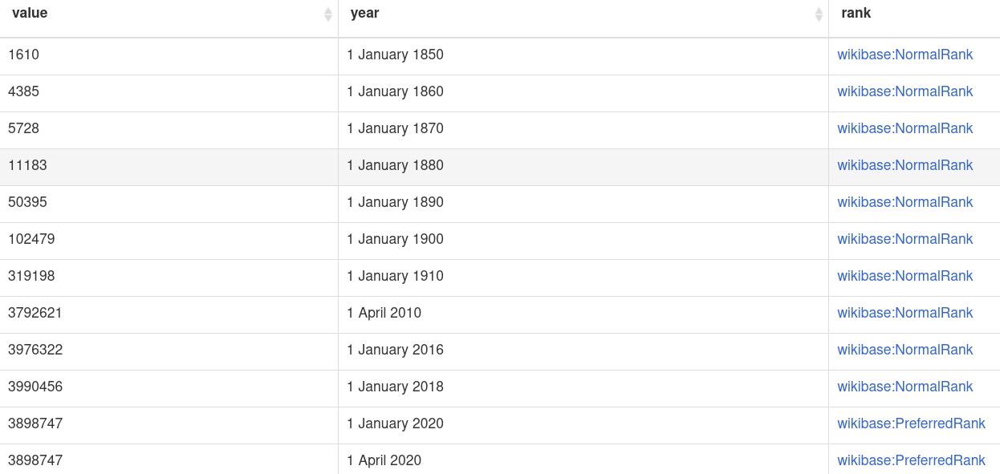 value year rank
1610 1 January 1850 wikibase:NormalRank
4385 1 January 1860 wikibase:NormalRank
5728 1 January 1870 wikibase:NormalRank
11183 1 January 1880 wikibase:NormalRank
50395 1 January 1890 wikibase:NormalRank
102479 1 January 1900 wikibase:NormalRank
319198 1 January 1910 wikibase:NormalRank
3792621 1 April 2010 wikibase:NormalRank
3976322 1 January 2016 wikibase:NormalRank
3990456 1 January 2018 wikibase:NormalRank
3898747 1 January 2020 wikibase:PreferredRank
3898747 1 April 2020 wikibase:PreferredRank